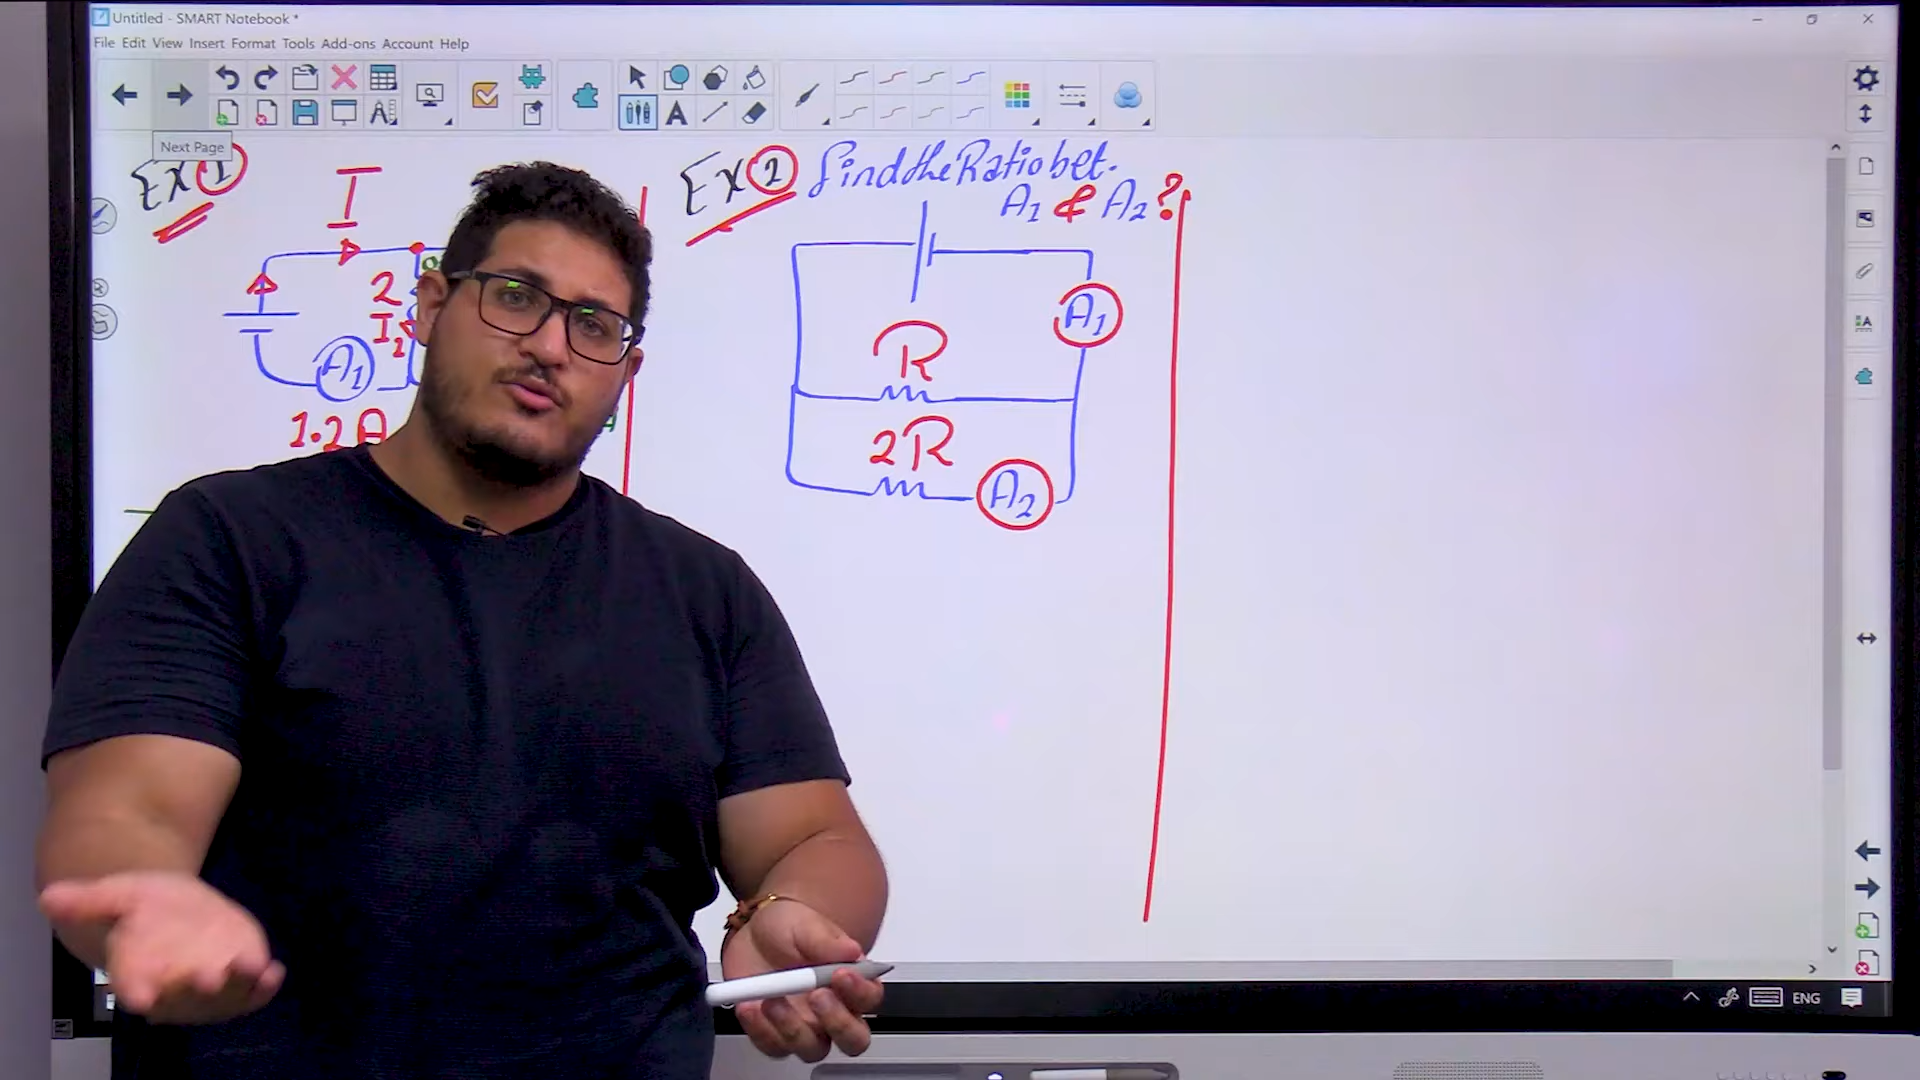 Untitled - SMART Notebook *
File Edit View Insert Format Tools Add-ons Account Help
Next Page
Ex 1
I
2
I2
A1
1.2 A
Ex 2 find the Ratio bet.
A1 & A2 ?
A1
R
2R
A2
ENG